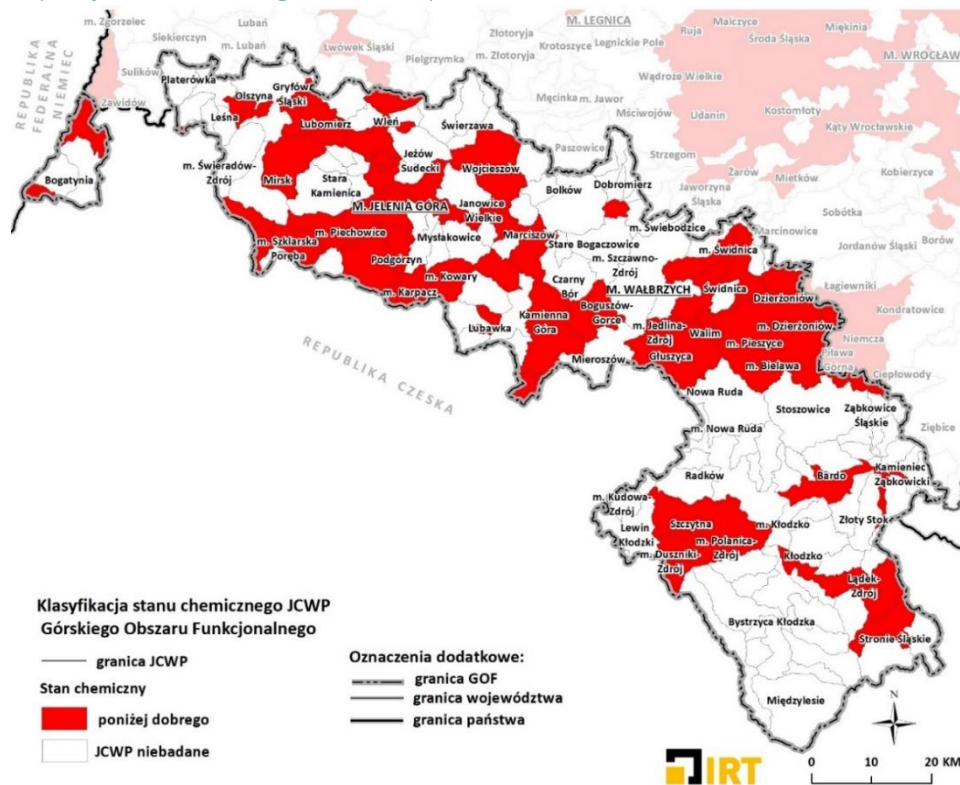 m. Zgorzelec
Lubań
Siekierczyn
m. Lubań
Lwówek Śląski
Złotoryja
m. Złotoryja
Pielgrzymka
Krotoszyce
M. LEGNICA
Legnickie Pole
Ruja
Malczyce
Środa Śląska
Miękinia
M. WROCŁAW
REPUBLIKA
FEDERALNA
NIEMIEC
Sulików
Zawidów
Platerówka
Wądroże Wielkie
Męcinka
m. Jawor
Mściwojów
Udanin
Kostomłoty
Kąty Wrocławskie
Olszyna
Gryfów
Śląski
Leśna
Lubomierz
Wleń
Świerzawa
Paszowice
Strzegom
Żarów
Mietków
Kobierzyce
Bogatynia
m. Świeradów-
Zdrój
Mirsk
Stara
Kamienica
Jeżów
Sudecki
Wojcieszów
Bolków
Dobromierz
Jaworzyna
Śląska
Sobótka
M. JELENIA GÓRA
Janowice
Wielkie
m. Świebodzice
Marcinowice
Jordanów Śląski
Borów
m. Szklarska
Poręba
m. Piechowice
Mysłakowice
Marciszów
Stare Bogaczowice
m. Szczawno-
Zdrój
m. Świdnica
Podgórzyn
m. Kowary
m. Karpacz
Czarny
Bór
M. WAŁBRZYCH
Świdnica
Dzierżoniów
Łagiewniki
Kondratowice
Lubawka
Kamienna
Góra
Boguszów-
Gorce
m. Jedlina-
Zdrój
Walim
m. Dzierżoniów
m. Pieszyce
Niemcza
Piława
Górna
REPUBLIKA CZESKA
Mieroszów
Głuszyca
m. Bielawa
Ciepłowody
Nowa Ruda
Stoszowice
Ząbkowice
Śląskie
Ziębice
m. Nowa Ruda
Radków
Bardo
Kamieniec
Ząbkowicki
m. Kudowa-
Zdrój
Lewin
Kłodzki
Szczytna
m. Kłodzko
Złoty Stok
m. Polanica-
Zdrój
m. Duszniki-
Zdrój
Kłodzko
Lądek-
Zdrój
Bystrzyca Kłodzka
Stronie Śląskie
Międzylesie
Klasyfikacja stanu chemicznego JCWP
Górskiego Obszaru Funkcjonalnego
granica JCWP
Stan chemiczny
poniżej dobrego
JCWP niebadane
Oznaczenia dodatkowe:
granica GOF
granica województwa
granica państwa
N
IRT
0 10 20 KM